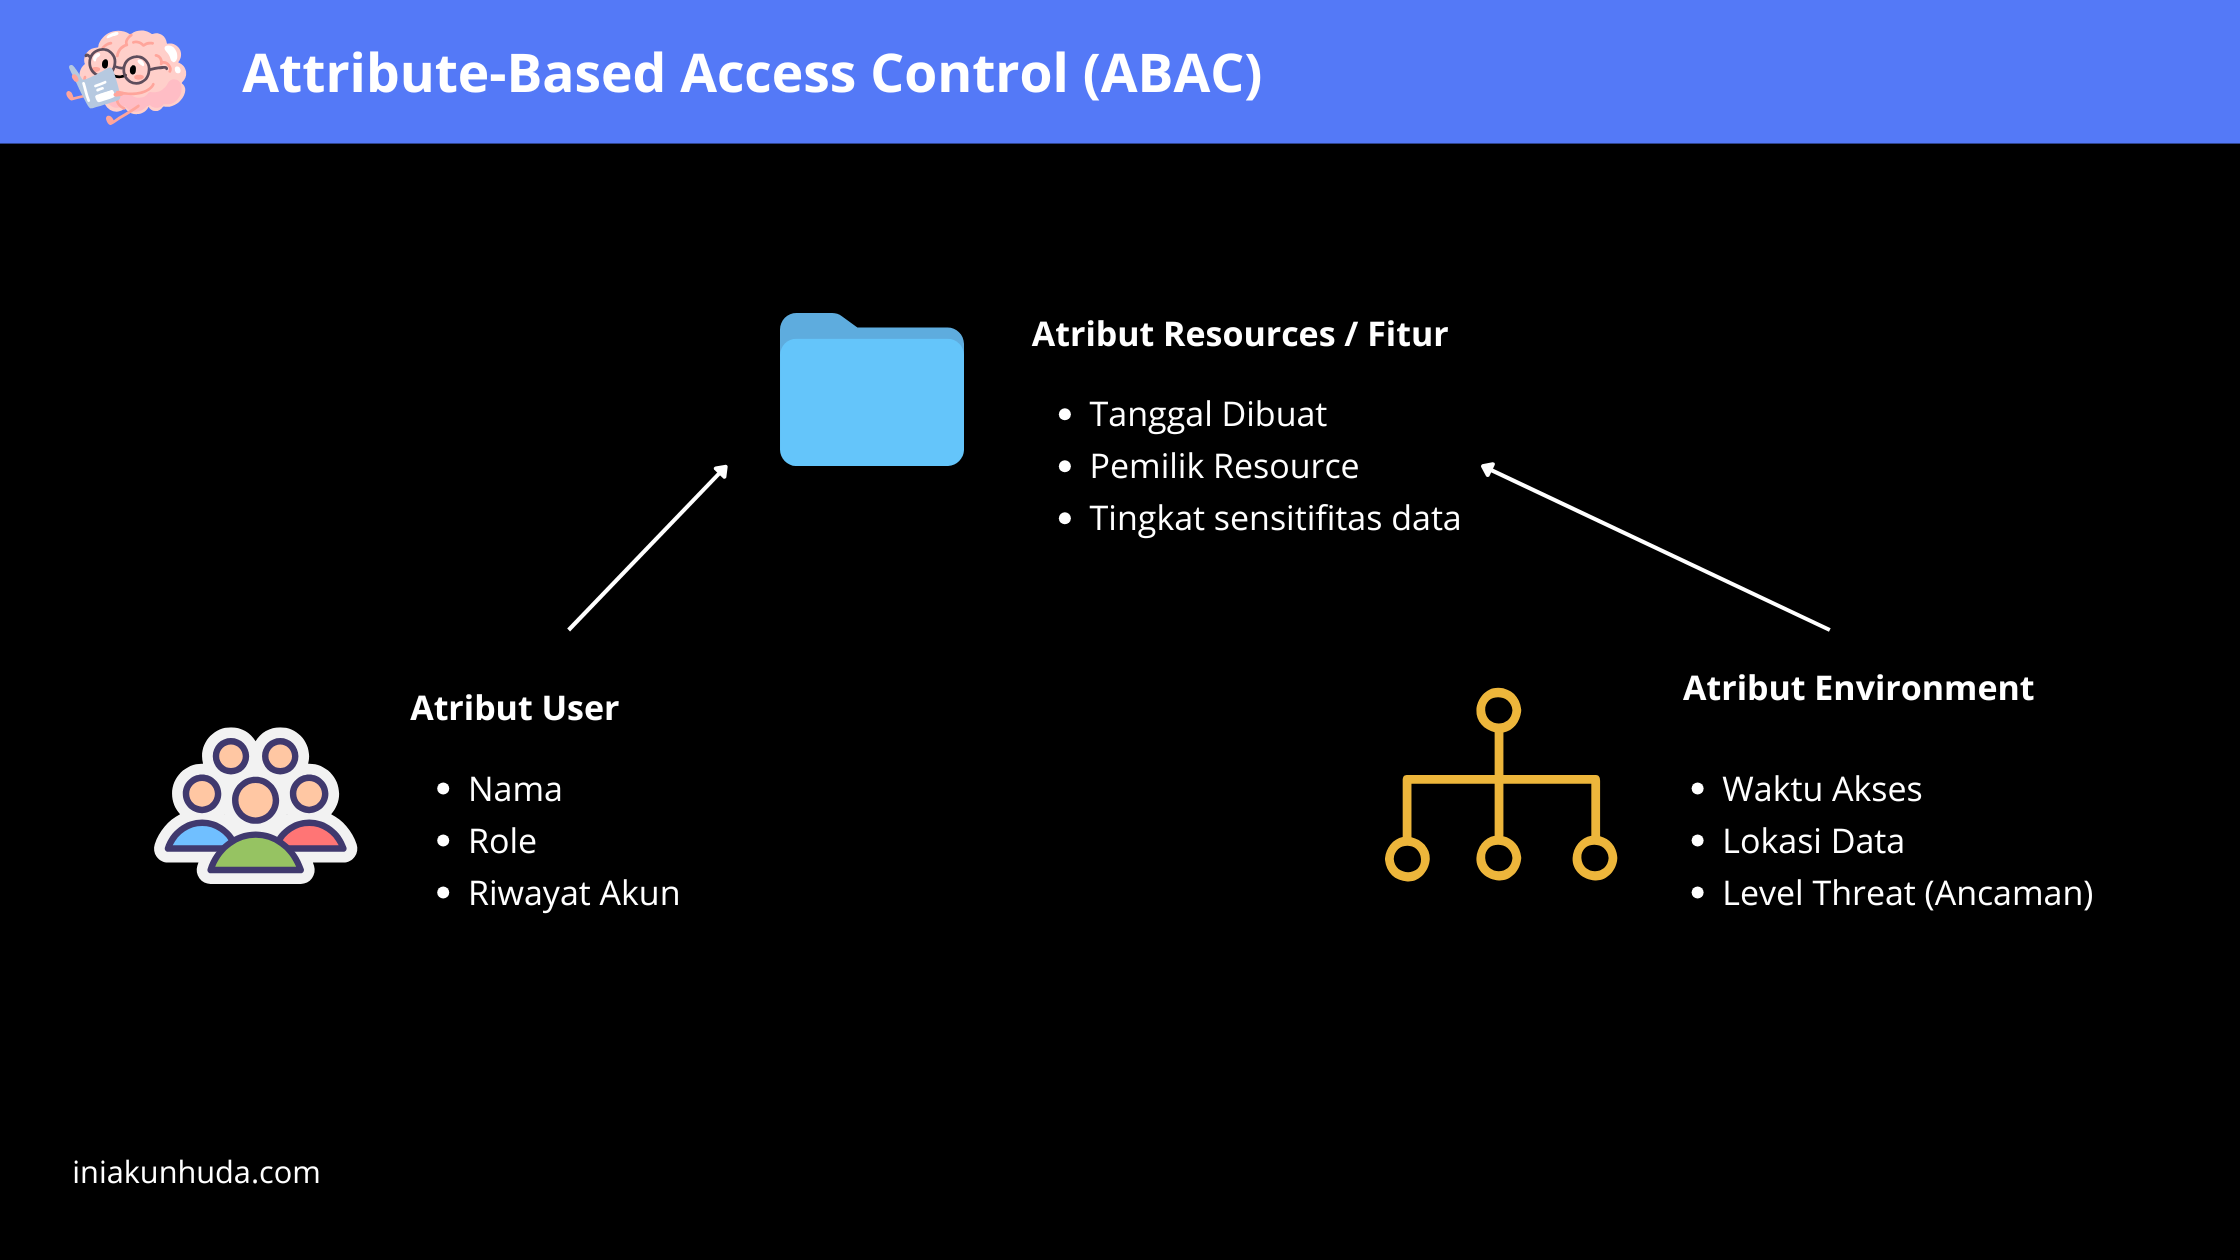 Attribute-Based Access Control (ABAC)
Atribut Resources / Fitur
Tanggal Dibuat
Pemilik Resource
Tingkat sensitifitas data
Atribut User
Nama
Role
Riwayat Akun
Atribut Environment
Waktu Akses
Lokasi Data
Level Threat (Ancaman)
iniakunhuda.com